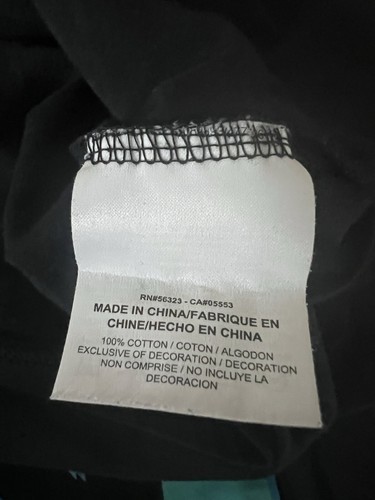 RN#56323 - CA#05553
MADE IN CHINA/FABRIQUE EN
CHINE/HECHO EN CHINA
100% COTTON / COTON / ALGODON
EXCLUSIVE OF DECORATION / DECORATION
NON COMPRISE / NO INCLUYE LA
DECORACION